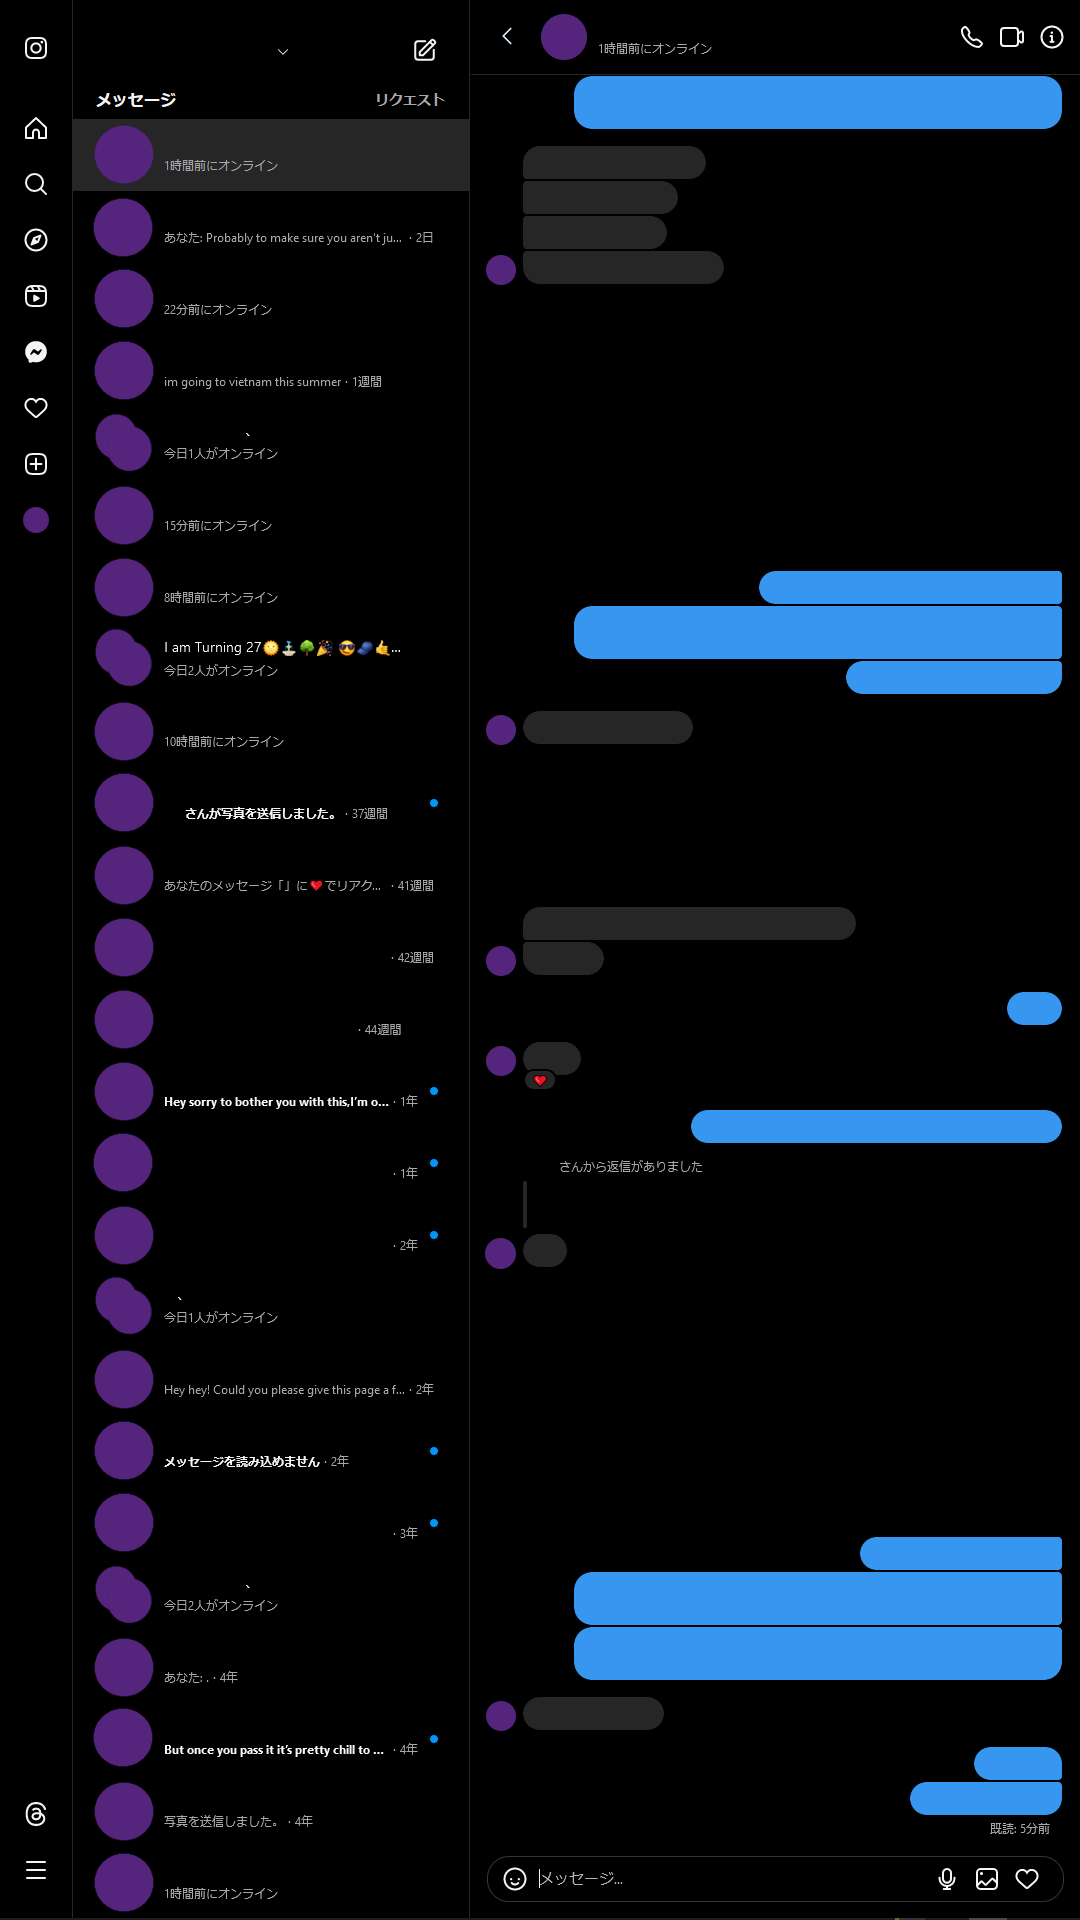 メッセージ
リクエスト
1時間前にオンライン
あなた: Probably to make sure you aren't ju... · 2日
22分前にオンライン
im going to vietnam this summer · 1週間
、
今日1人がオンライン
15分前にオンライン
8時間前にオンライン
I am Turning 27🌞⛲🌳🎉 😎🧢🤙...
今日2人がオンライン
10時間前にオンライン
さんが写真を送信しました。 · 37週間
あなたのメッセージ「」に❤でリアク... · 41週間
· 42週間
· 44週間
Hey sorry to bother you with this,I’m o... · 1年
· 1年
· 2年
、
今日1人がオンライン
Hey hey! Could you please give this page a f... · 2年
メッセージを読み込めません · 2年
· 3年
、
今日2人がオンライン
あなた: . · 4年
But once you pass it it’s pretty chill to ... · 4年
写真を送信しました。 · 4年
1時間前にオンライン
1時間前にオンライン
❤
さんから返信がありました
既読: 5分前
メッセージ...